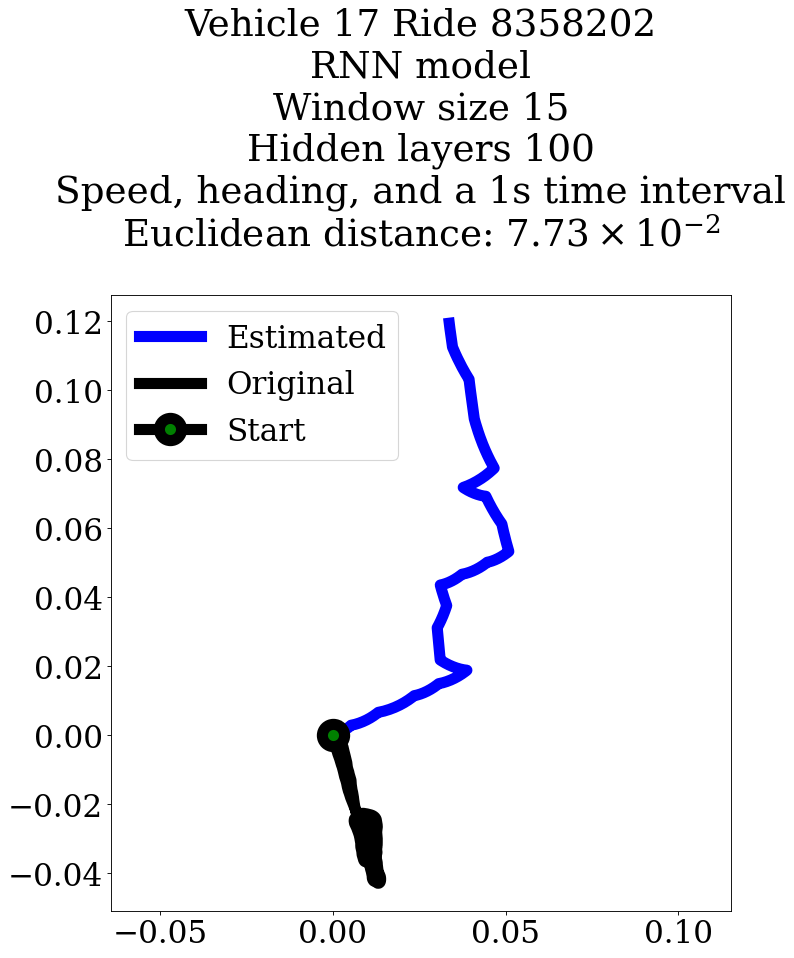 Vehicle 17 Ride 8358202
RNN model
Window size 15
Hidden layers 100
Speed, heading, and a 1s time interval
Euclidean distance: 7.73 × 10⁻²
Estimated
Original
Start
0.12
0.10
0.08
0.06
0.04
0.02
0.00
−0.02
−0.04
−0.05 0.00 0.05 0.10